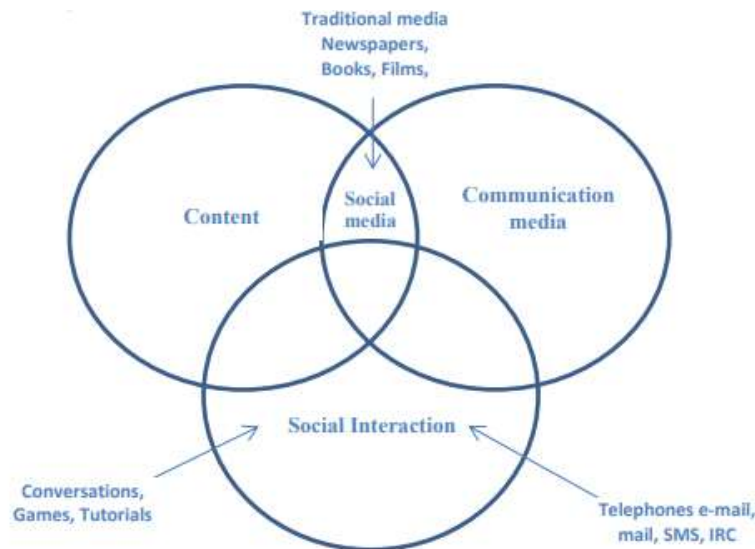 Traditional media
Newspapers,
Books, Films,
Content
Social
media
Communication
media
Social Interaction
Conversations,
Games, Tutorials
Telephones e-mail,
mail, SMS, IRC